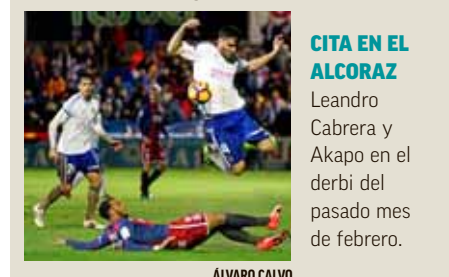 CITA EN EL
ALCORAZ
Leandro
Cabrera y
Akapo en el
derbi del
pasado mes
de febrero.
ÁLVARO CALVO